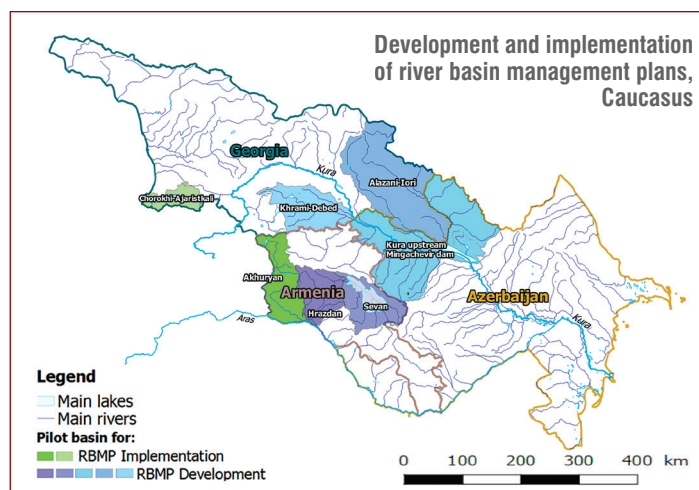 Development and implementation
of river basin management plans,
Caucasus
Georgia
Kura
Alazani-Iori
Chorokhi-Ajaristkali
Khrami-Debed
Kura upstream
Mingachevir dam
Akhuryan
Armenia
Sevan
Azerbaijan
Hrazdan
Aras
Kura
Legend
Main lakes
Main rivers
Pilot basin for:
RBMP Implementation
RBMP Development
0 100 200 300 400 km